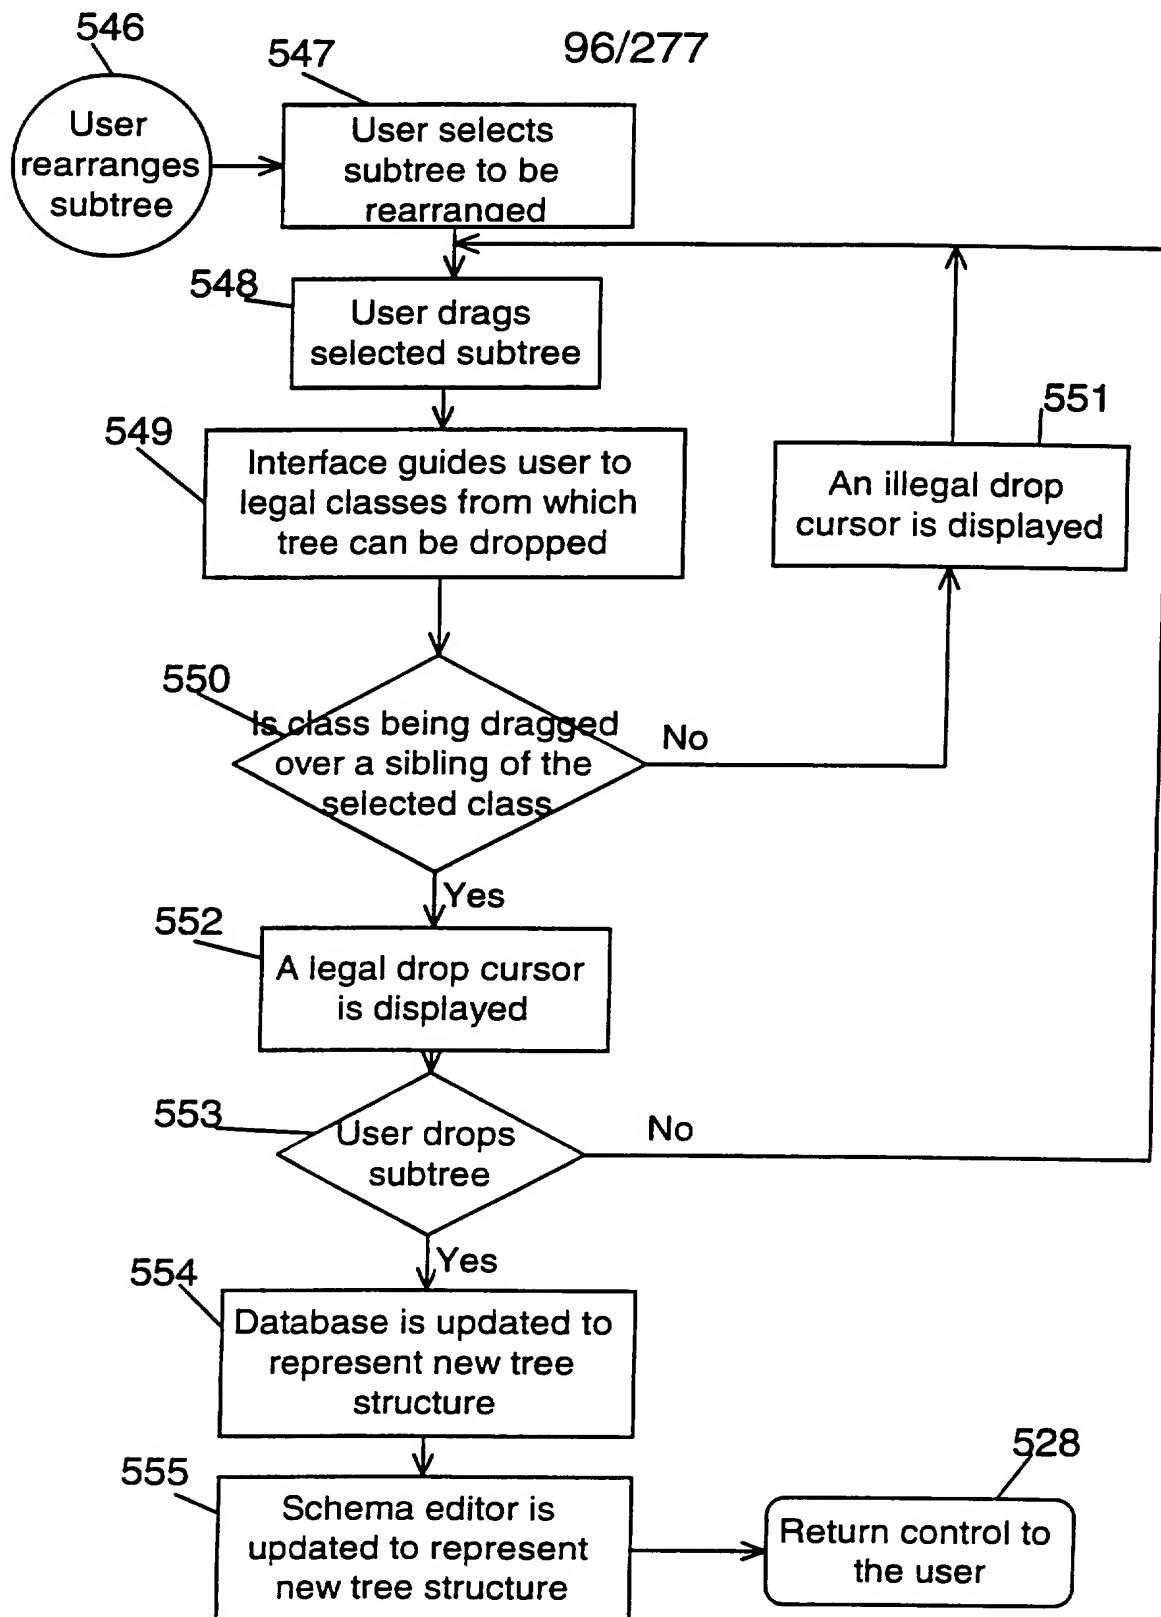 546
547
96/277
User
rearranges
subtree
User selects
subtree to be
rearranged
548
User drags
selected subtree
549
Interface guides user to
legal classes from which
tree can be dropped
551
An illegal drop
cursor is displayed
550
Is class being dragged
over a sibling of the
selected class
No
Yes
552
A legal drop cursor
is displayed
553
User drops
subtree
No
Yes
554
Database is updated to
represent new tree
structure
555
Schema editor is
updated to represent
new tree structure
528
Return control to
the user